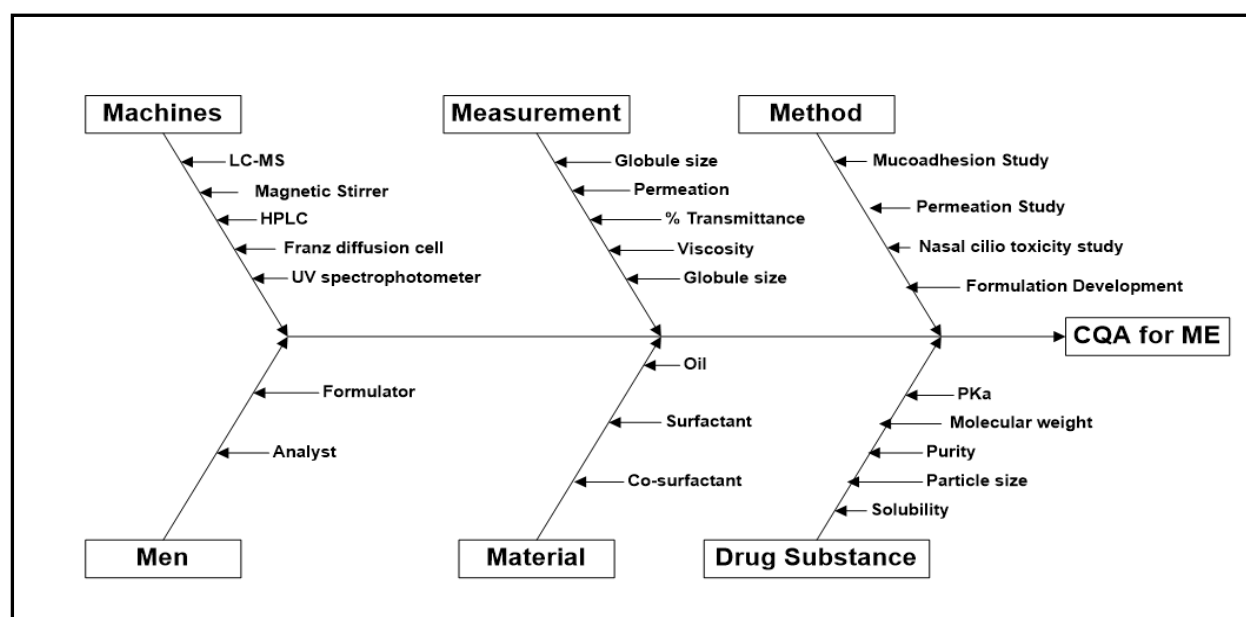 Machines
LC-MS
Magnetic Stirrer
HPLC
Franz diffusion cell
UV spectrophotometer
Measurement
Globule size
Permeation
% Transmittance
Viscosity
Globule size
Method
Mucoadhesion Study
Permeation Study
Nasal cilio toxicity study
Formulation Development
CQA for ME
Formulator
Analyst
Men
Oil
Surfactant
Co-surfactant
Material
PKa
Molecular weight
Purity
Particle size
Solubility
Drug Substance